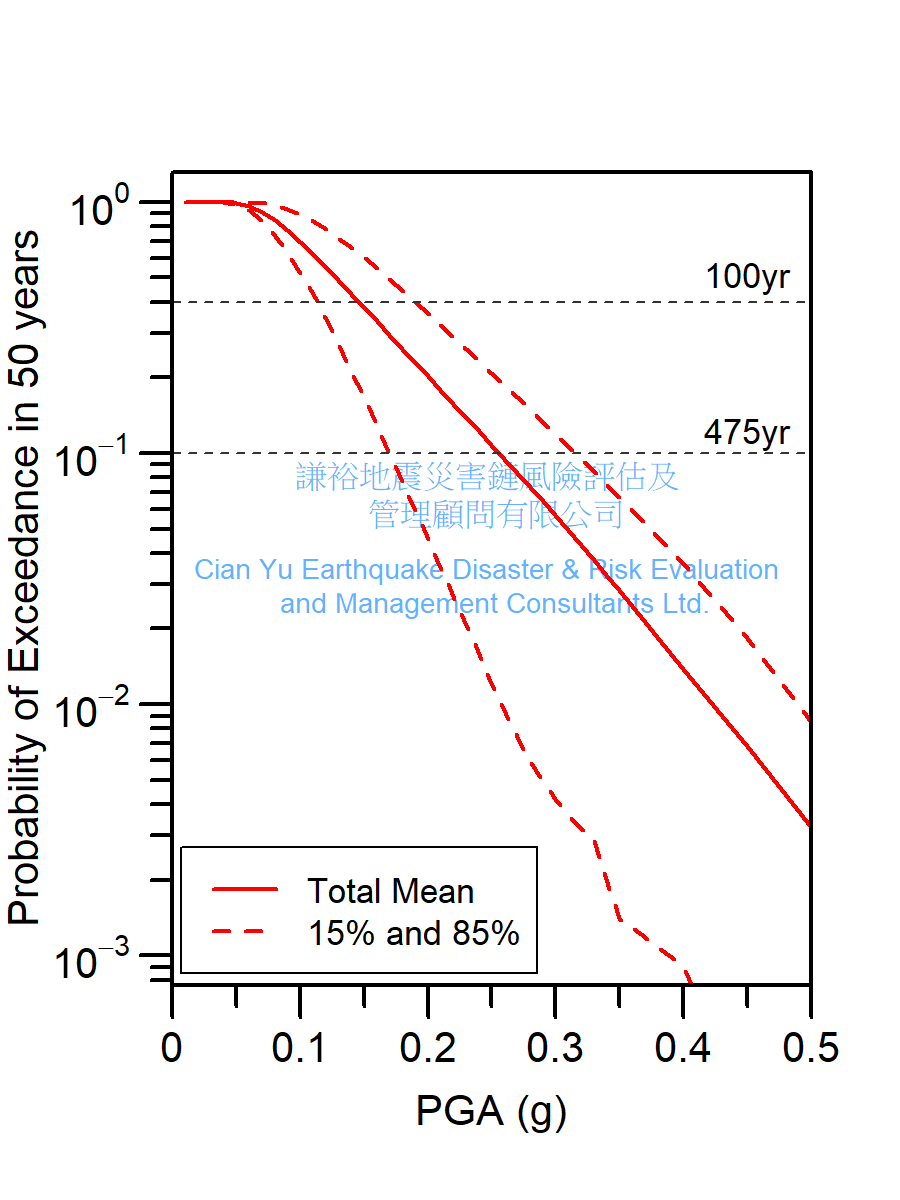 10⁰
100yr
475yr
10⁻¹
謙裕地震災害鏈風險評估及
管理顧問有限公司
Cian Yu Earthquake Disaster & Risk Evaluation
and Management Consultants Ltd.
10⁻²
Total Mean
15% and 85%
10⁻³
0 0.1 0.2 0.3 0.4 0.5
PGA (g)
Probability of Exceedance in 50 years